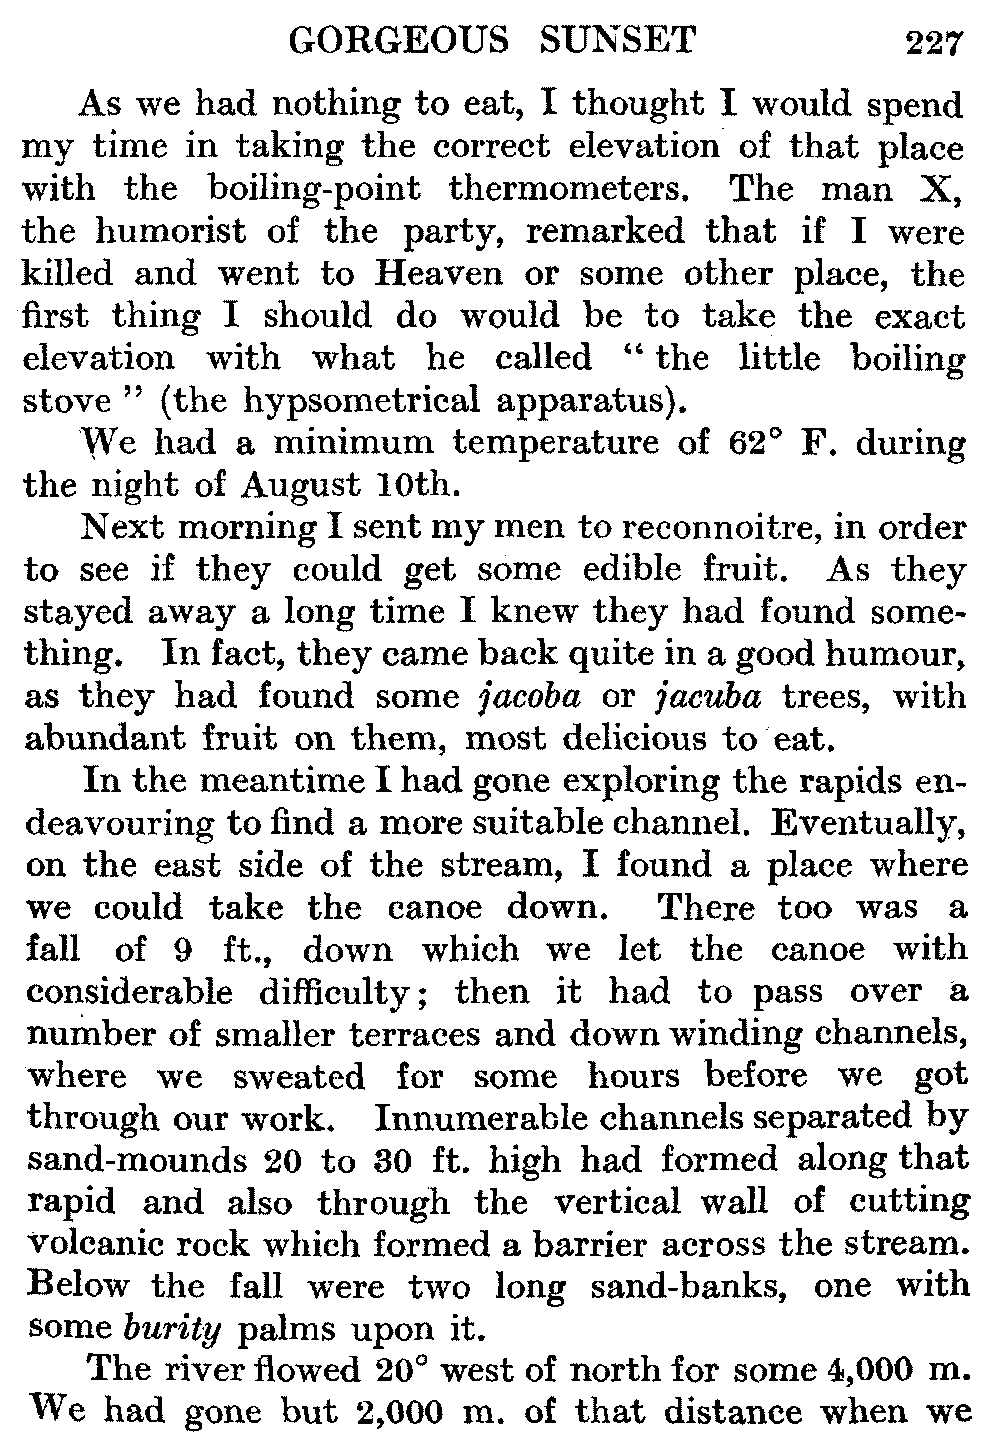 GORGEOUS SUNSET 227
As we had nothing to eat, I thought I would spend
my time in taking the correct elevation of that place
with the boiling-point thermometers. The man X,
the humorist of the party, remarked that if I were
killed and went to Heaven or some other place, the
first thing I should do would be to take the exact
elevation with what he called “ the little boiling
stove ” (the hypsometrical apparatus).
We had a minimum temperature of 62° F. during
the night of August 10th.
Next morning I sent my men to reconnoitre, in order
to see if they could get some edible fruit. As they
stayed away a long time I knew they had found some-
thing. In fact, they came back quite in a good humour,
as they had found some jacoba or jacuba trees, with
abundant fruit on them, most delicious to eat.
In the meantime I had gone exploring the rapids en-
deavouring to find a more suitable channel. Eventually,
on the east side of the stream, I found a place where
we could take the canoe down. There too was a
fall of 9 ft., down which we let the canoe with
considerable difficulty; then it had to pass over a
number of smaller terraces and down winding channels,
where we sweated for some hours before we got
through our work. Innumerable channels separated by
sand-mounds 20 to 30 ft. high had formed along that
rapid and also through the vertical wall of cutting
volcanic rock which formed a barrier across the stream.
Below the fall were two long sand-banks, one with
some burity palms upon it.
The river flowed 20° west of north for some 4,000 m.
We had gone but 2,000 m. of that distance when we